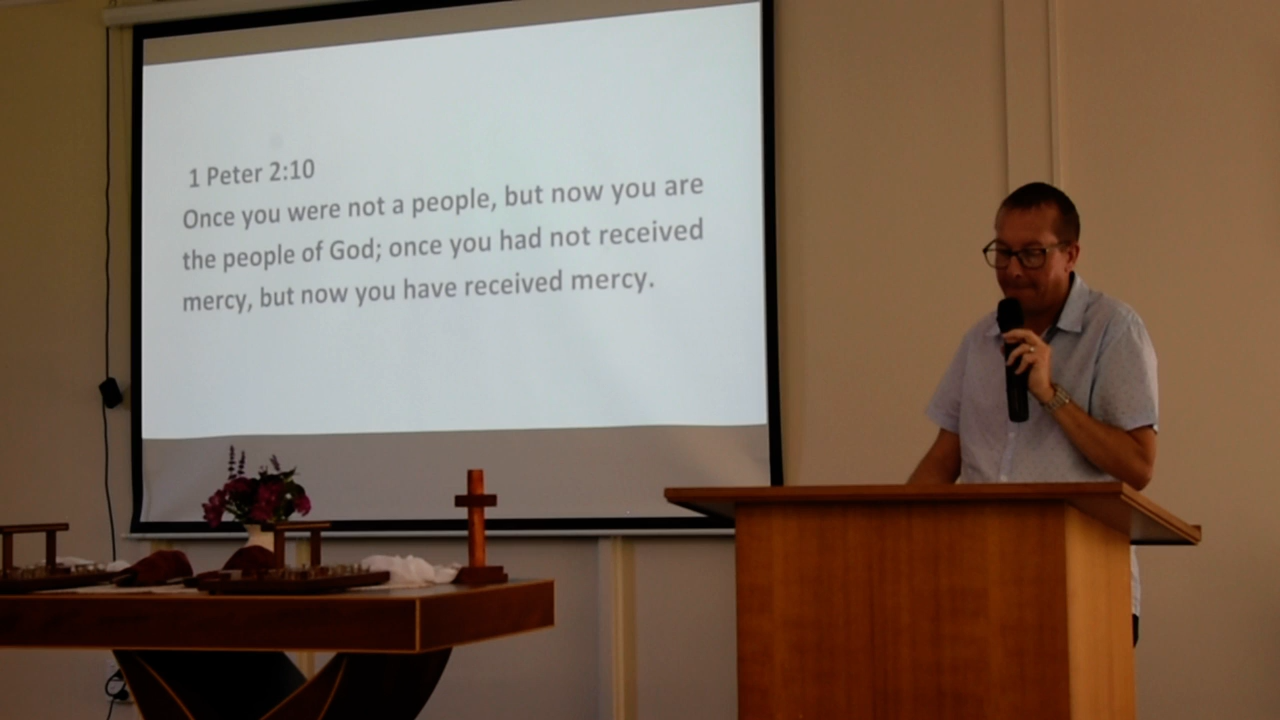 1 Peter 2:10
Once you were not a people, but now you are
the people of God; once you had not received
mercy, but now you have received mercy.